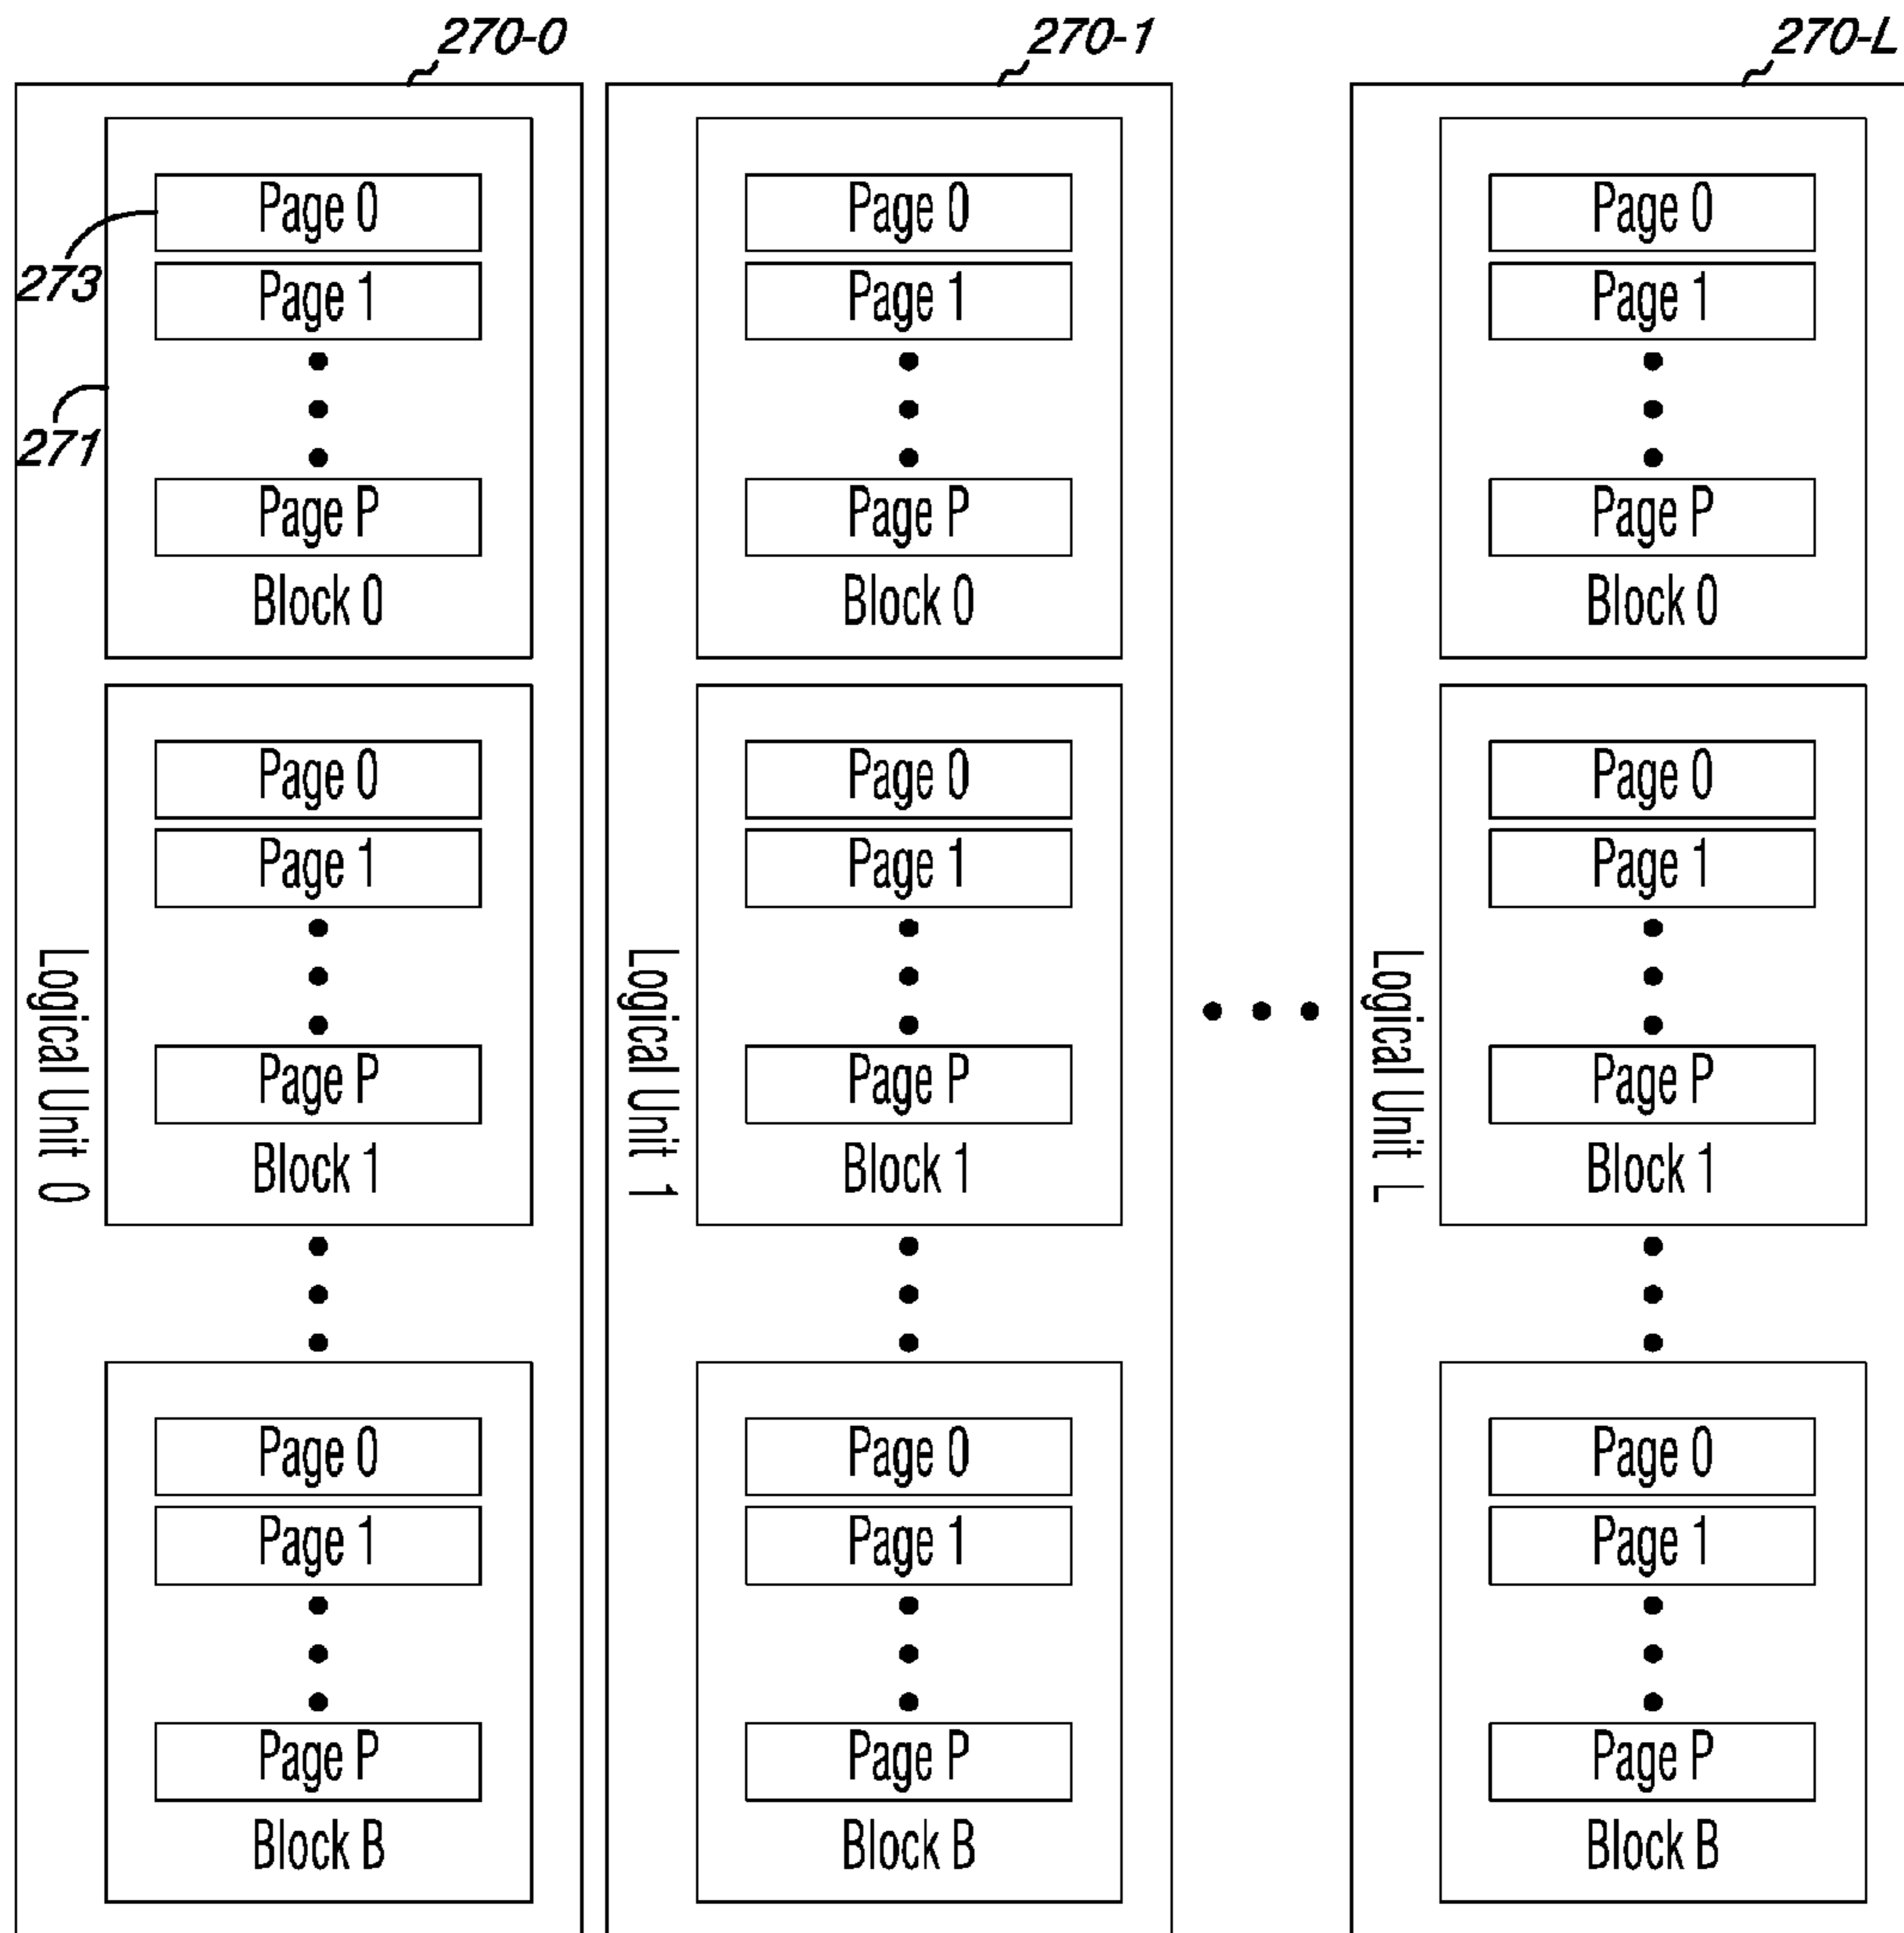 270-0
270-1
270-L
Logical Unit 0
273
271
Page 0
Page 1
Page P
Block 0
Page 0
Page 1
Page P
Block 1
Page 0
Page 1
Page P
Block B
Logical Unit 1
Page 0
Page 1
Page P
Block 0
Page 0
Page 1
Page P
Block 1
Page 0
Page 1
Page P
Block B
Logical Unit L
Page 0
Page 1
Page P
Block 0
Page 0
Page 1
Page P
Block 1
Page 0
Page 1
Page P
Block B